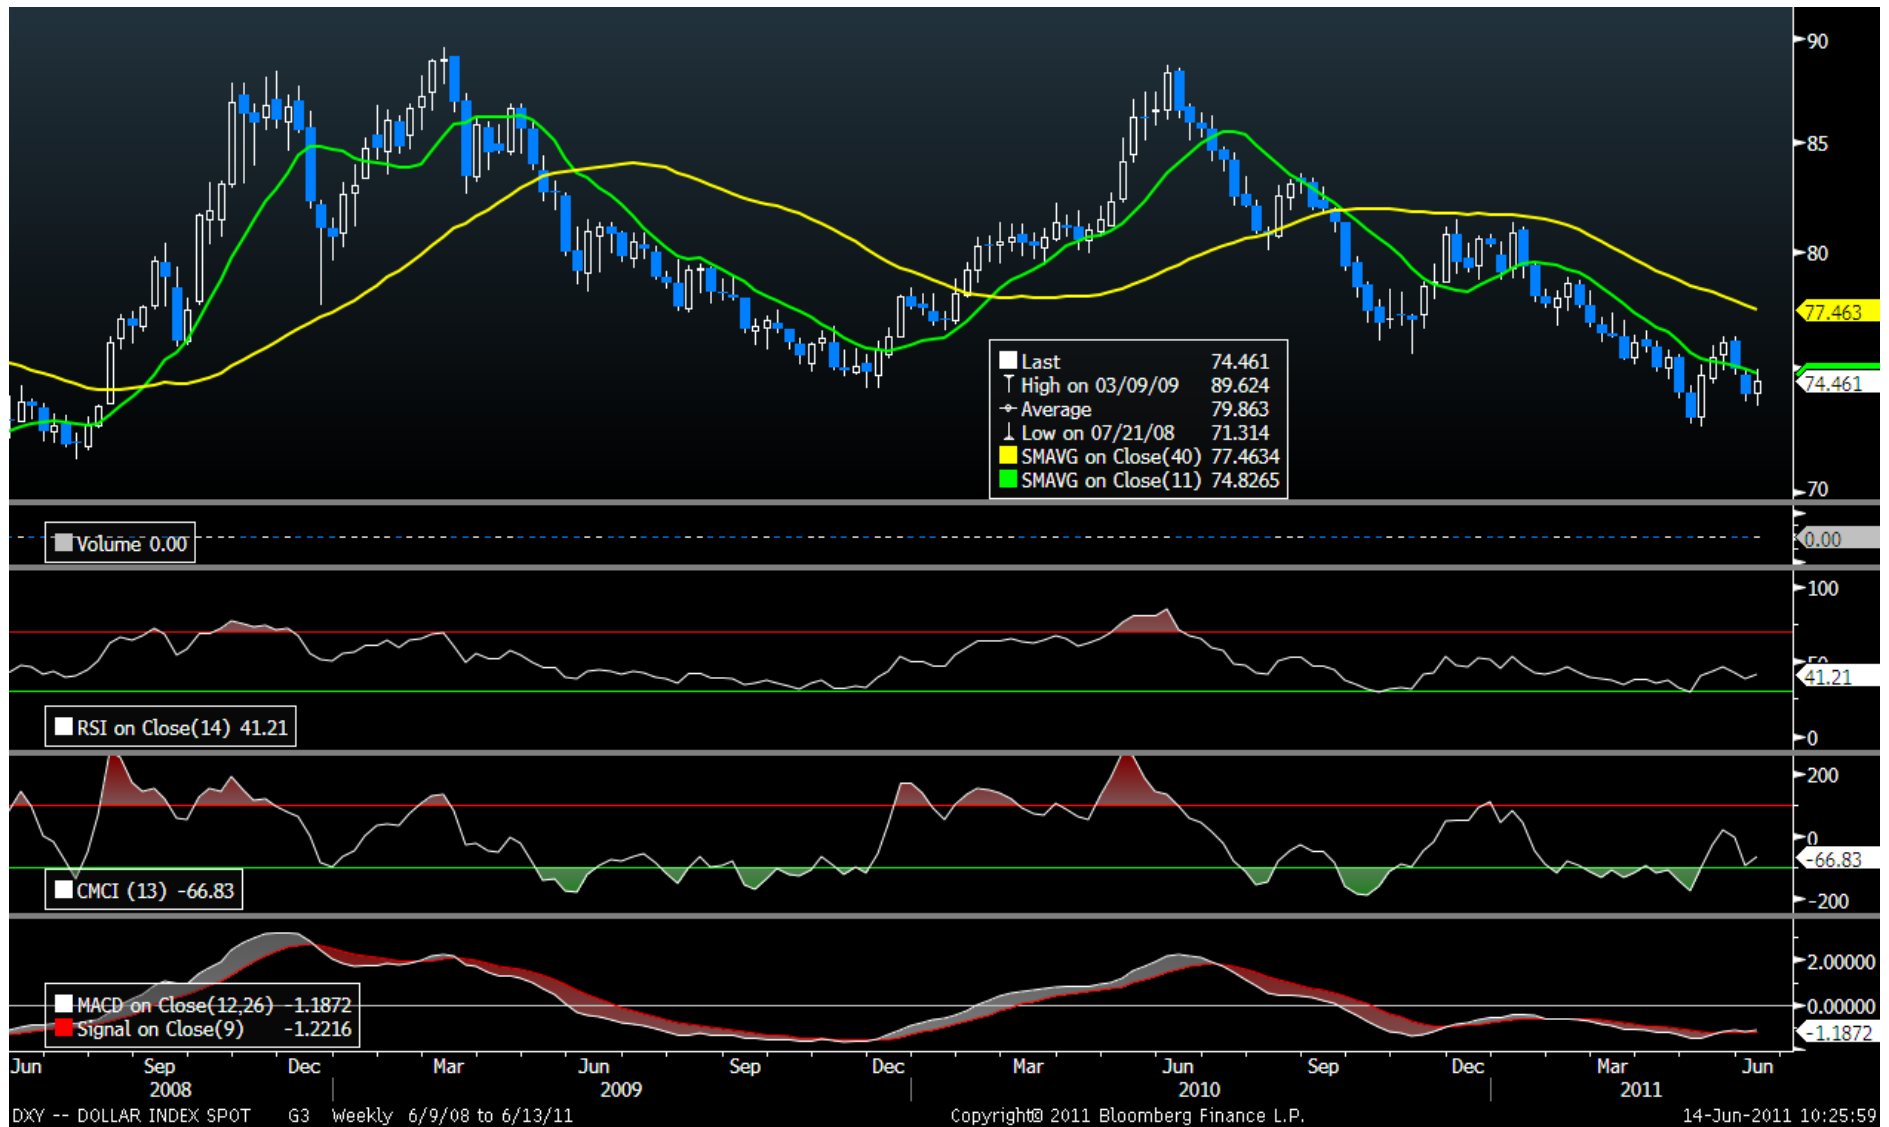 90
85
80
77.463
74.461
70
Last 74.461
High on 03/09/09 89.624
Average 79.863
Low on 07/21/08 71.314
SMAVG on Close(40) 77.4634
SMAVG on Close(11) 74.8265
Volume 0.00
0.00
100
50
41.21
0
RSI on Close(14) 41.21
200
0
-66.83
-200
CMCI (13) -66.83
2.00000
0.00000
-1.1872
MACD on Close(12,26) -1.1872
Signal on Close(9) -1.2216
Jun Sep Dec Mar Jun Sep Dec Mar Jun Sep Dec Mar Jun
2008 2009 2010 2011
DXY -- DOLLAR INDEX SPOT G3 Weekly 6/9/08 to 6/13/11 Copyright© 2011 Bloomberg Finance L.P. 14-Jun-2011 10:25:59